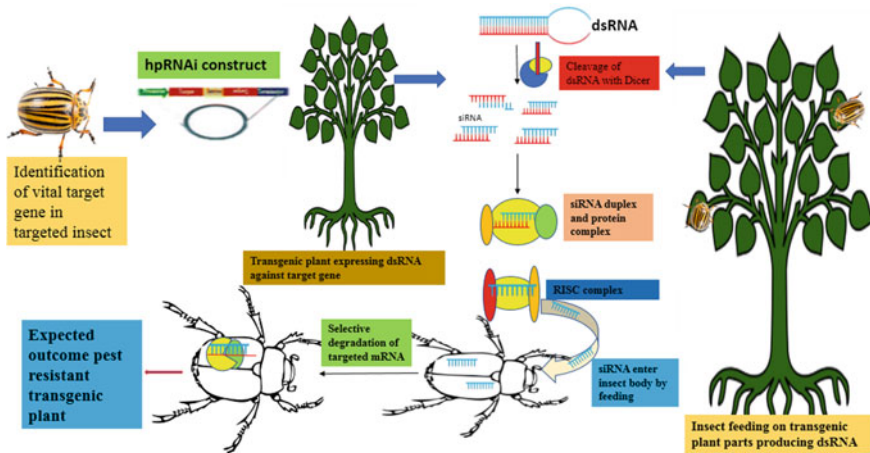 hpRNAi construct
dsRNA
Cleavage of
dsRNA with Dicer
siRNA
Identification
of vital target
gene in
targeted insect
siRNA duplex
and protein
complex
Transgenic plant expressing dsRNA
against target gene
RISC complex
Expected
outcome pest
resistant
transgenic
plant
Selective
degradation of
targeted mRNA
siRNA enter
insect body by
feeding
Insect feeding on transgenic
plant parts producing dsRNA